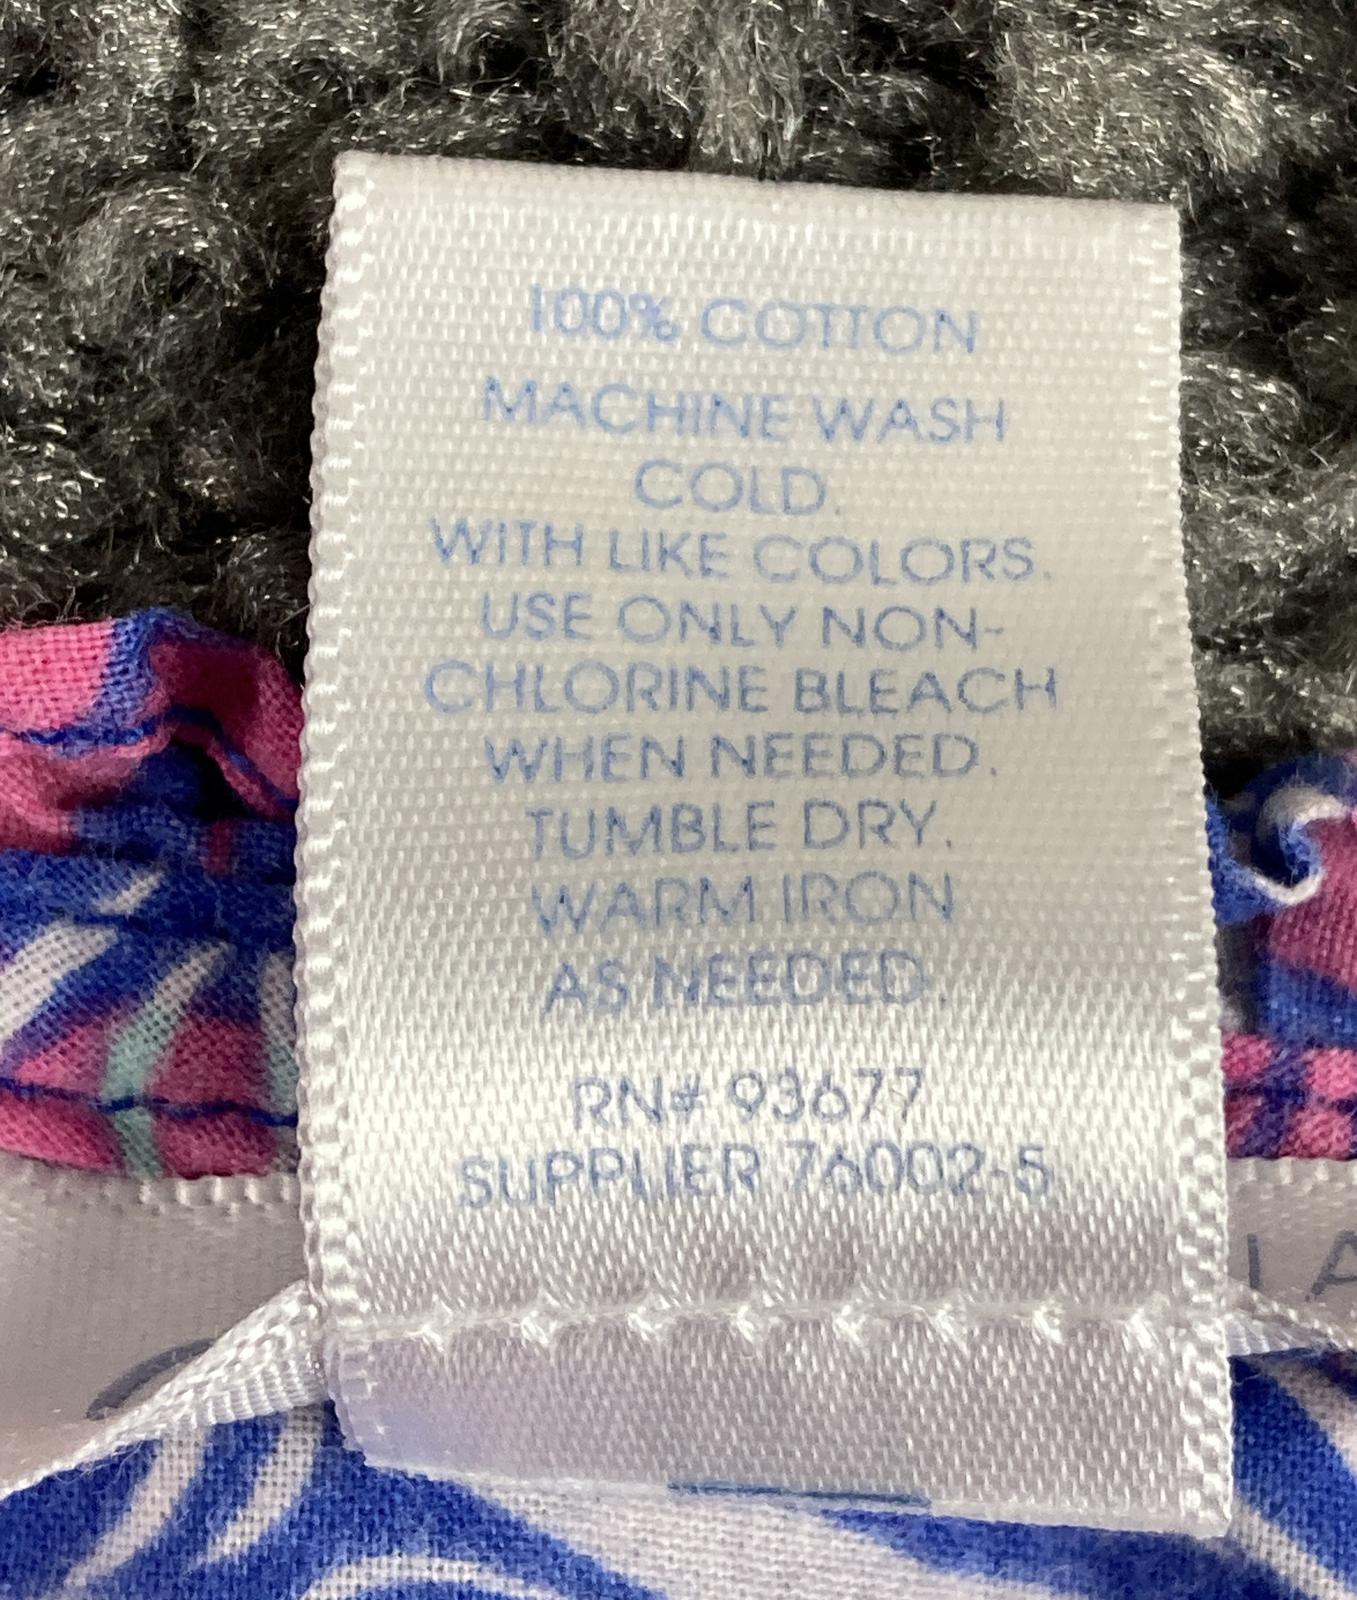 100% COTTON
MACHINE WASH
COLD.
WITH LIKE COLORS.
USE ONLY NON-
CHLORINE BLEACH
WHEN NEEDED.
TUMBLE DRY.
WARM IRON
AS NEEDED.
RN# 93677
SUPPLIER 76002-5